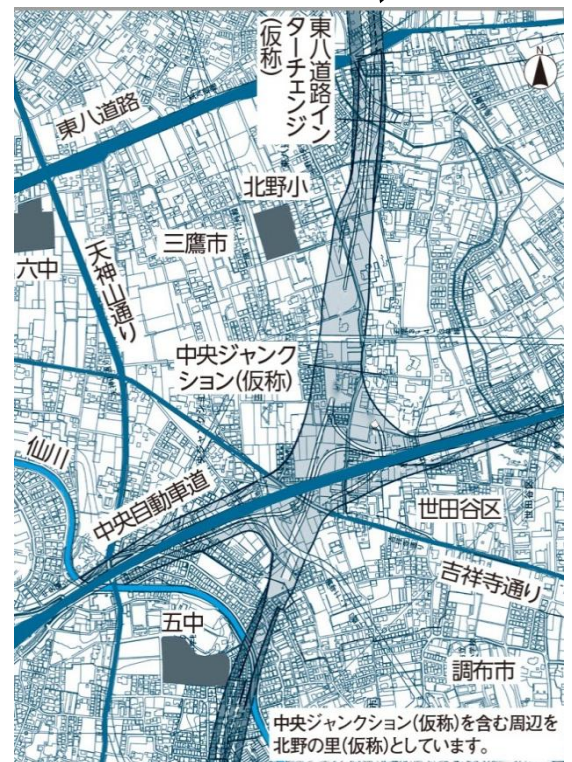 東八道路イン
ターチェンジ
(仮称)
N
東八道路
北野小
三鷹市
六中
天神山通り
中央ジャンク
ション(仮称)
仙川
中央自動車道
世田谷区
吉祥寺通り
五中
調布市
中央ジャンクション(仮称)を含む周辺を
北野の里(仮称)としています。